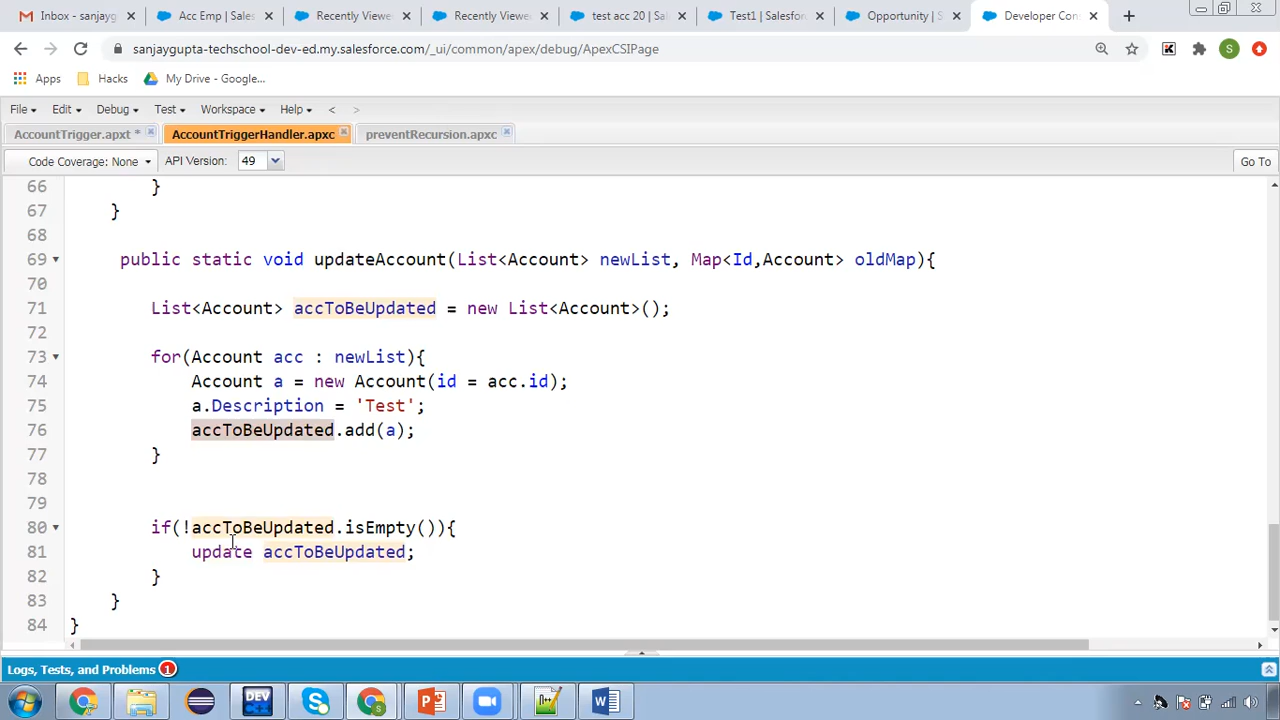 Inbox - sanjayg
Acc Emp | Sales
Recently Viewe
Recently Viewe
test acc 20 | Sa
Test1 | Salesfor
Opportunity | S
Developer Con
sanjaygupta-techschool-dev-ed.my.salesforce.com/_ui/common/apex/debug/ApexCSIPage
S
Apps Hacks My Drive - Google...
File Edit Debug Test Workspace Help < >
AccountTrigger.apxt * AccountTriggerHandler.apxc preventRecursion.apxc
Code Coverage: None API Version: 49 Go To
66 }
67 }
68
69 public static void updateAccount(List<Account> newList, Map<Id,Account> oldMap){
70
71 List<Account> accToBeUpdated = new List<Account>();
72
73 for(Account acc : newList){
74 Account a = new Account(id = acc.id);
75 a.Description = 'Test';
76 accToBeUpdated.add(a);
77 }
78
79
80 if(!accToBeUpdated.isEmpty()){
81 update accToBeUpdated;
82 }
83 }
84 }
Logs, Tests, and Problems 1
DEV C++